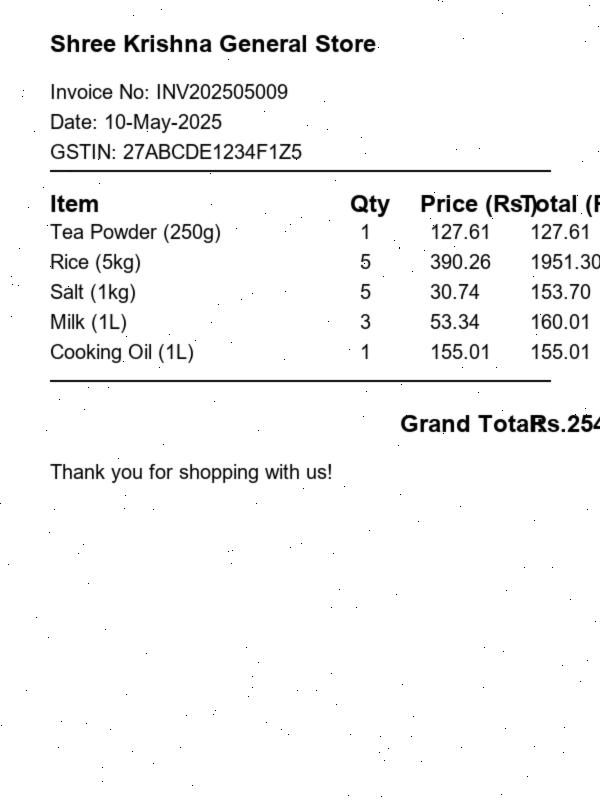 Shree Krishna General Store
Invoice No: INV202505009
Date: 10-May-2025
GSTIN: 27ABCDE1234F1Z5
Item Qty Price (Rs.) Total (
Tea Powder (250g) 1 127.61 127.61
Rice (5kg) 5 390.26 1951.30
Salt (1kg) 5 30.74 153.70
Milk (1L) 3 53.34 160.01
Cooking Oil (1L) 1 155.01 155.01
Grand Total Rs.254
Thank you for shopping with us!